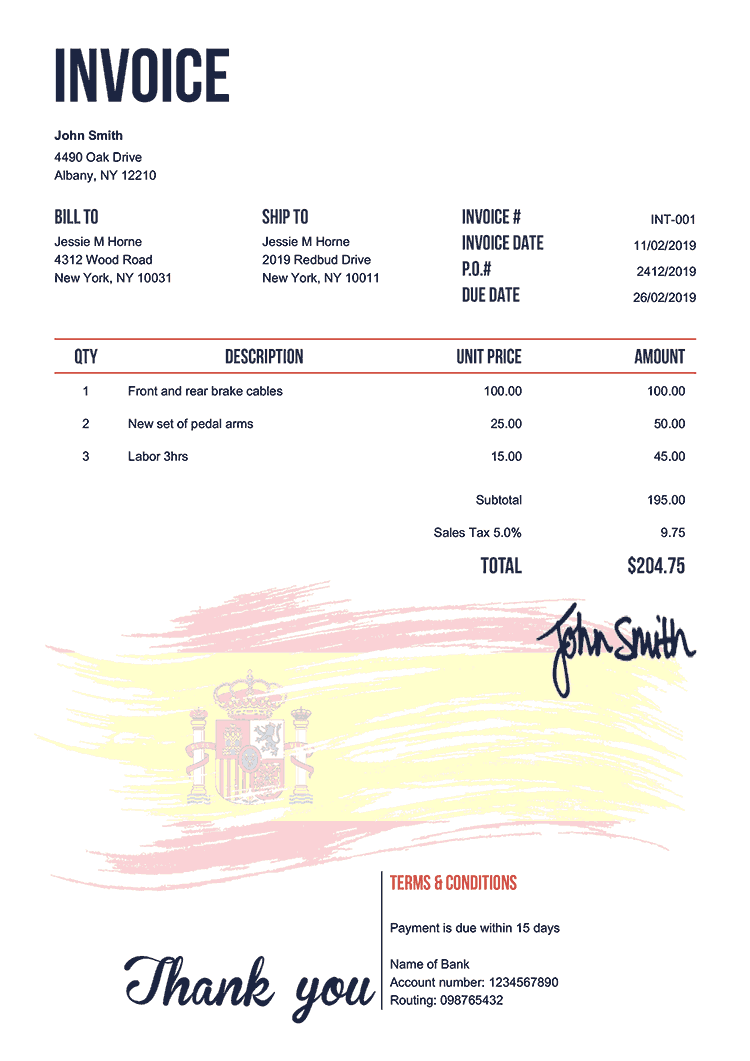 INVOICE
John Smith
4490 Oak Drive
Albany, NY 12210
BILL TO
Jessie M Horne
4312 Wood Road
New York, NY 10031
SHIP TO
Jessie M Horne
2019 Redbud Drive
New York, NY 10011
INVOICE # INT-001
INVOICE DATE 11/02/2019
P.O.# 2412/2019
DUE DATE 26/02/2019
QTY DESCRIPTION UNIT PRICE AMOUNT
1 Front and rear brake cables 100.00 100.00
2 New set of pedal arms 25.00 50.00
3 Labor 3hrs 15.00 45.00
Subtotal 195.00
Sales Tax 5.0% 9.75
TOTAL $204.75
John Smith
TERMS & CONDITIONS
Payment is due within 15 days
Name of Bank
Account number: 1234567890
Routing: 098765432
Thank you